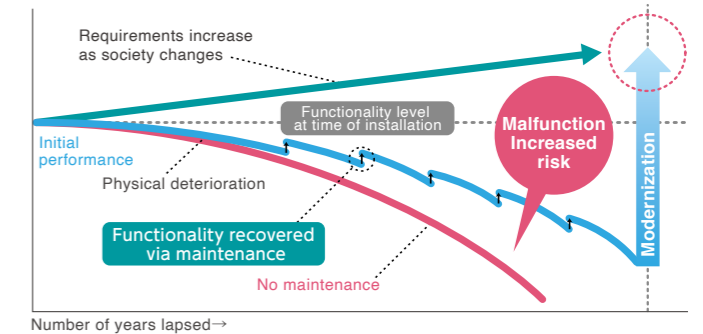 Requirements increase
as society changes
Functionality level
at time of installation
Malfunction
Increased
risk
Initial
performance
Physical deterioration
Functionality recovered
via maintenance
No maintenance
Modernization
Number of years lapsed→